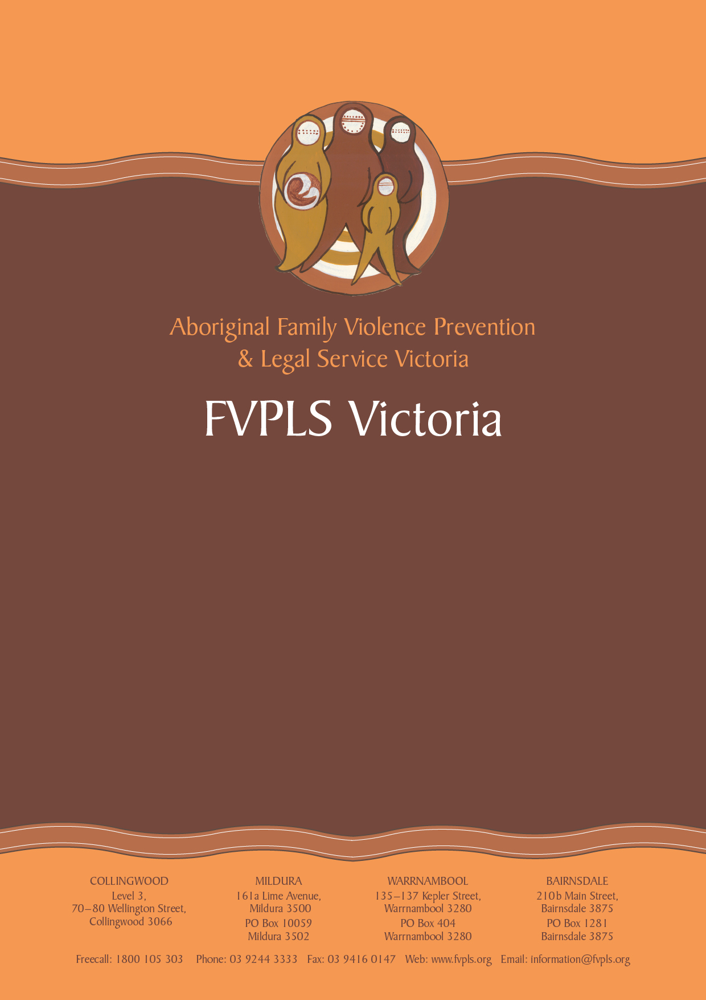 Aboriginal Family Violence Prevention
& Legal Service Victoria
FVPLS Victoria
COLLINGWOOD
Level 3,
70–80 Wellington Street,
Collingwood 3066
MILDURA
161a Lime Avenue,
Mildura 3500
PO Box 10059
Mildura 3502
WARRNAMBOOL
135–137 Kepler Street,
Warrnambool 3280
PO Box 404
Warrnambool 3280
BAIRNSDALE
210b Main Street,
Bairnsdale 3875
PO Box 1281
Bairnsdale 3875
Freecall: 1800 105 303 Phone: 03 9244 3333 Fax: 03 9416 0147 Web: www.fvpls.org Email: information@fvpls.org